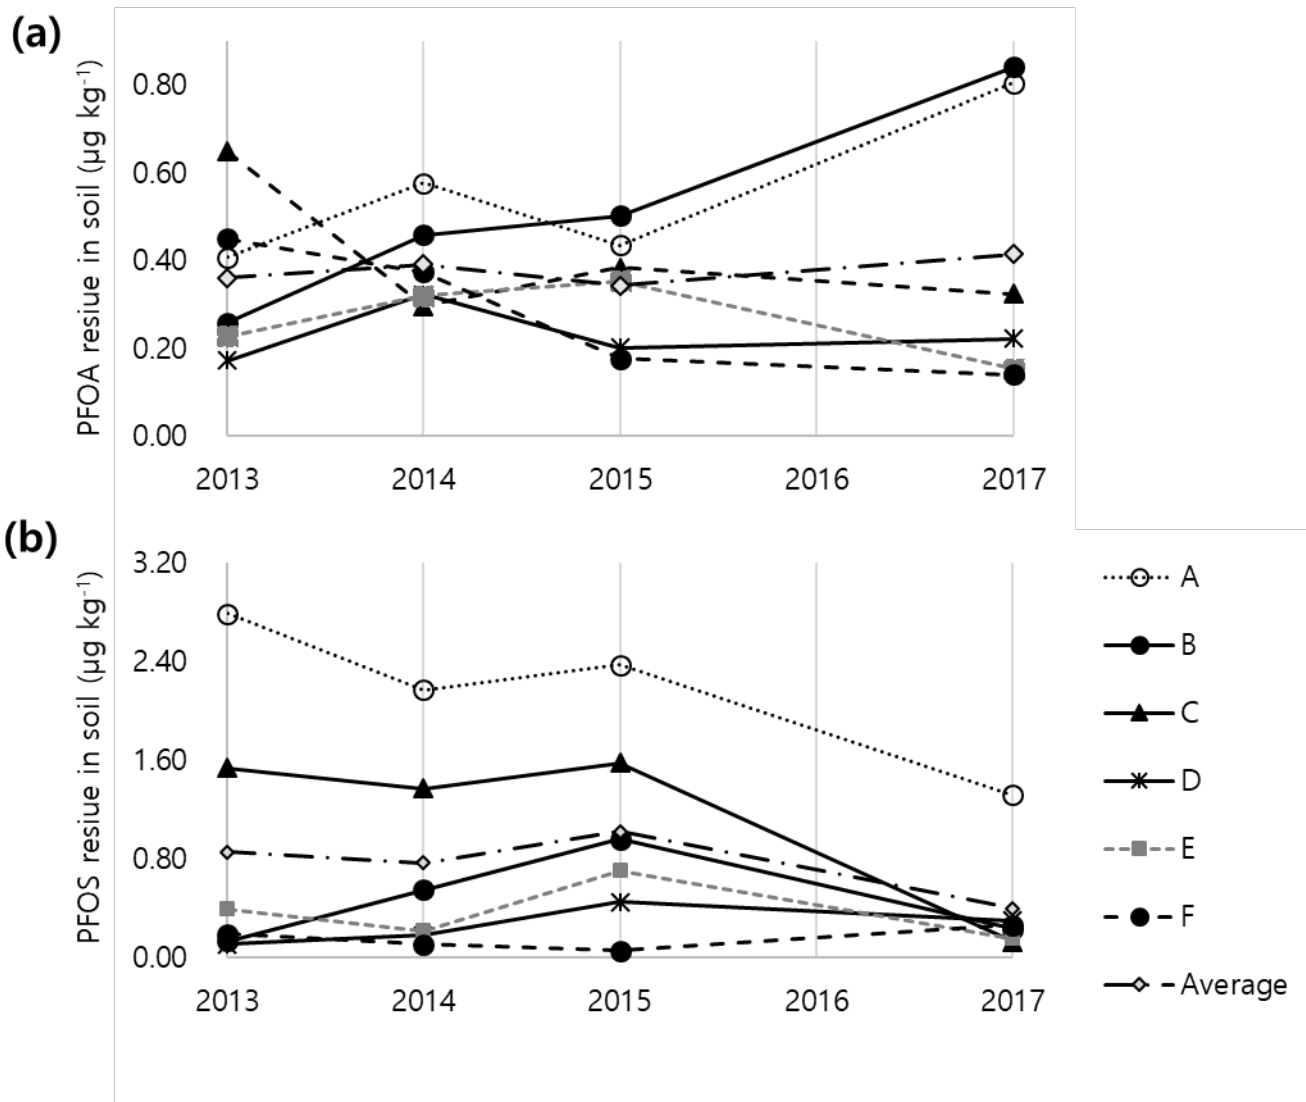 (a)
PFOA resiue in soil (μg kg⁻¹)
0.80
0.60
0.40
0.20
0.00
2013 2014 2015 2016 2017
(b)
PFOS resiue in soil (μg kg⁻¹)
3.20
2.40
1.60
0.80
0.00
2013 2014 2015 2016 2017
A
B
C
D
E
F
Average